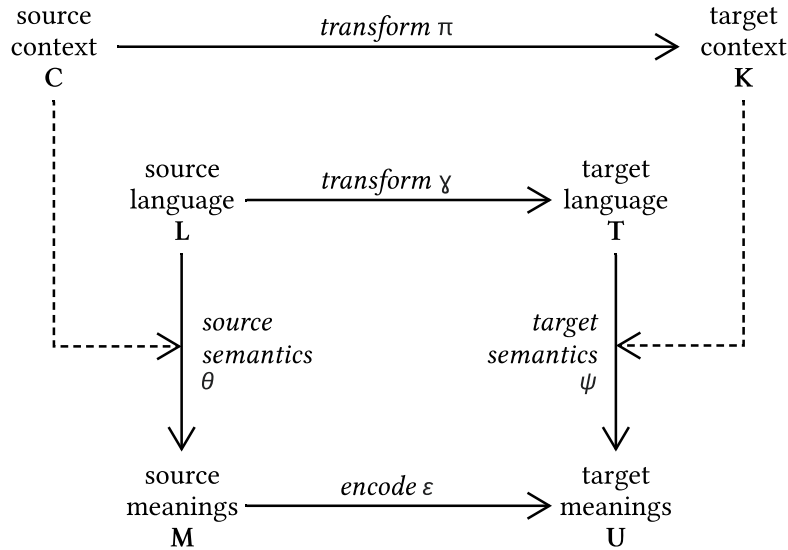 source
context
C
transform π
target
context
K
source
language
L
transform ɣ
target
language
T
source
semantics
θ
target
semantics
ψ
source
meanings
M
encode ε
target
meanings
U